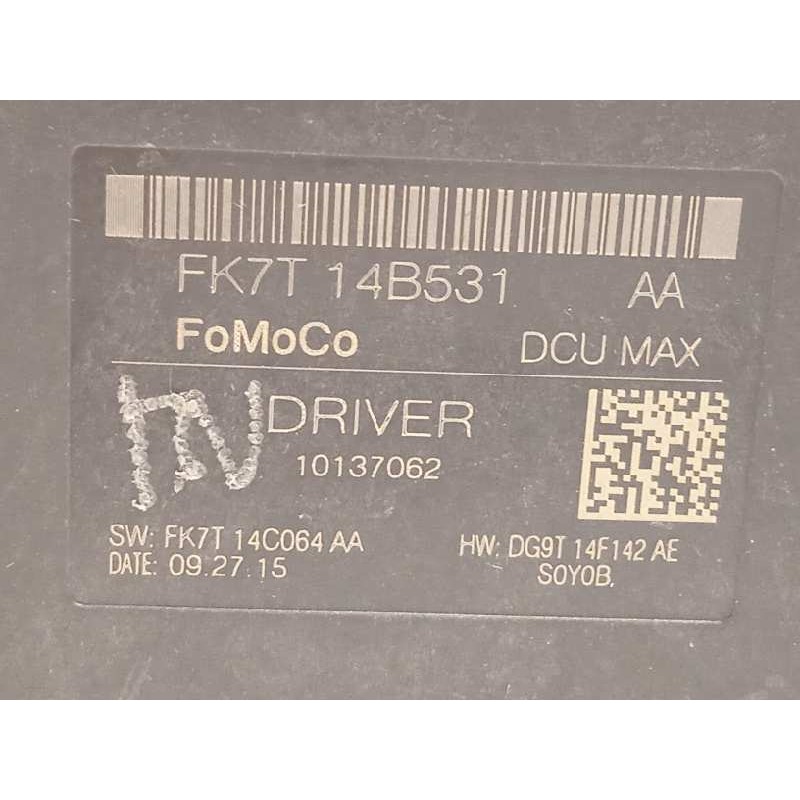 FK7T 14B531 AA
FoMoCo DCU MAX
DRIVER
10137062
SW: FK7T 14C064 AA HW: DG9T 14F142 AE
DATE: 09.27.15 S0Y0B.